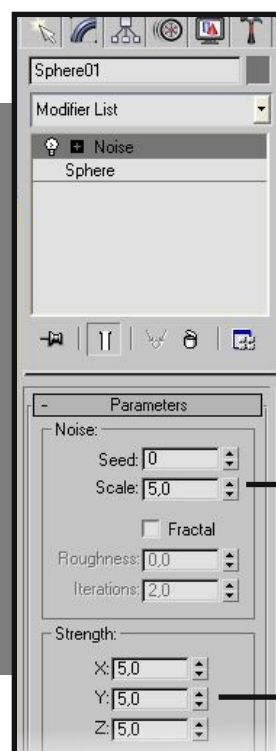 Sphere01
Modifier List
Noise
Sphere
- Parameters
Noise:
Seed: 0
Scale: 5,0
Fractal
Roughness: 0,0
Iterations: 2,0
Strength:
X: 5,0
Y: 5,0
Z: 5,0